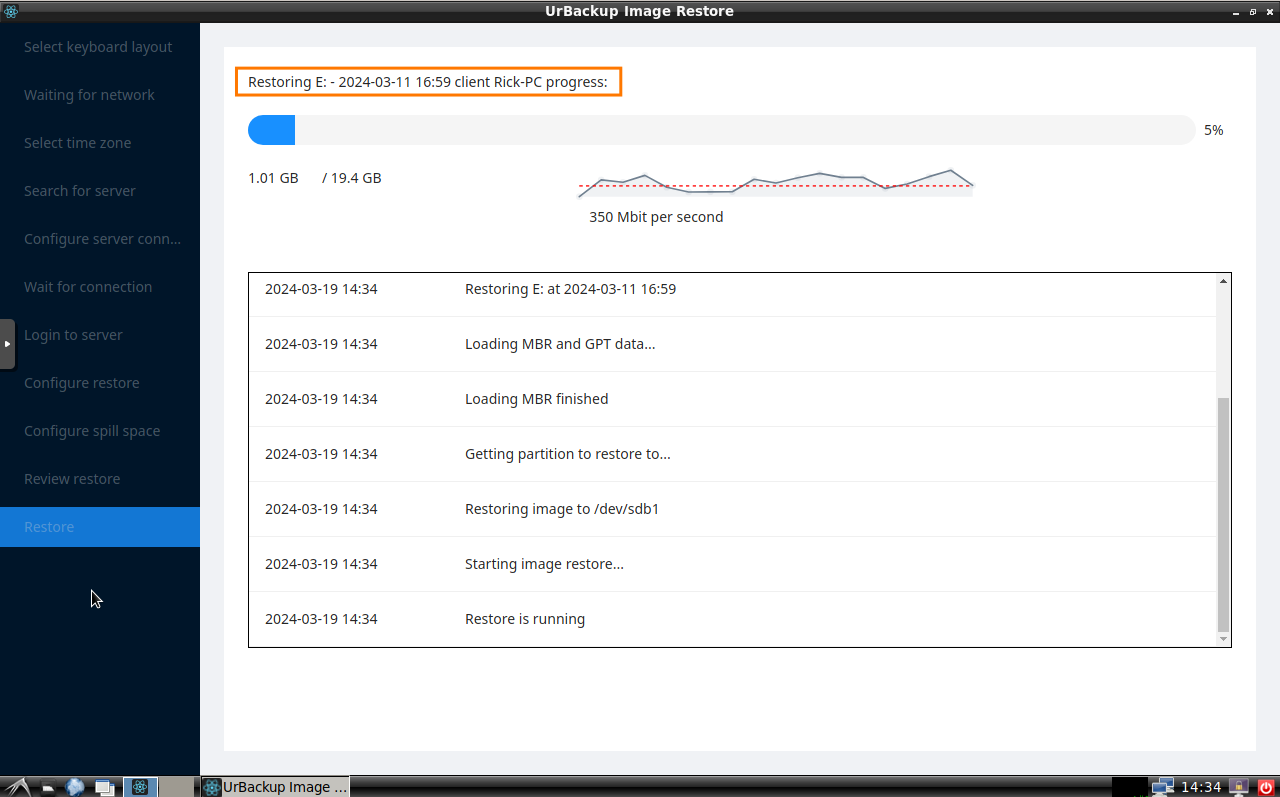 UrBackup Image Restore
Select keyboard layout
Waiting for network
Select time zone
Search for server
Configure server conn...
Wait for connection
Login to server
Configure restore
Configure spill space
Review restore
Restore
Restoring E: - 2024-03-11 16:59 client Rick-PC progress:
5%
1.01 GB / 19.4 GB
350 Mbit per second
2024-03-19 14:34 Restoring E: at 2024-03-11 16:59
2024-03-19 14:34 Loading MBR and GPT data...
2024-03-19 14:34 Loading MBR finished
2024-03-19 14:34 Getting partition to restore to...
2024-03-19 14:34 Restoring image to /dev/sdb1
2024-03-19 14:34 Starting image restore...
2024-03-19 14:34 Restore is running
UrBackup Image ...
14:34